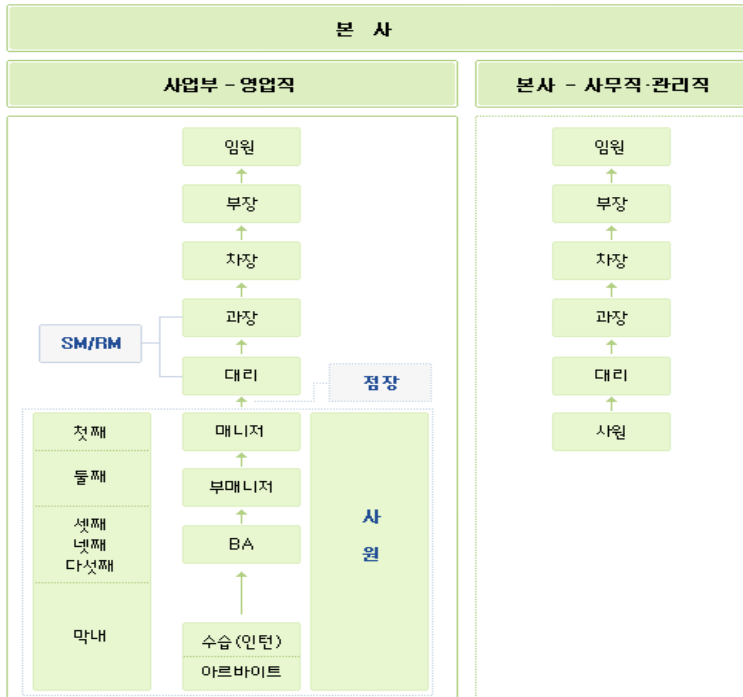 본 사
사업부 - 영업직
임원
부장
차장
과장
SM/RM
대리
점장
첫째
매니저
둘째
부매니저
셋째
넷째
다섯째
BA
막내
수습(인턴)
아르바이트
사
원
본사 - 사무직·관리직
임원
부장
차장
과장
대리
사원